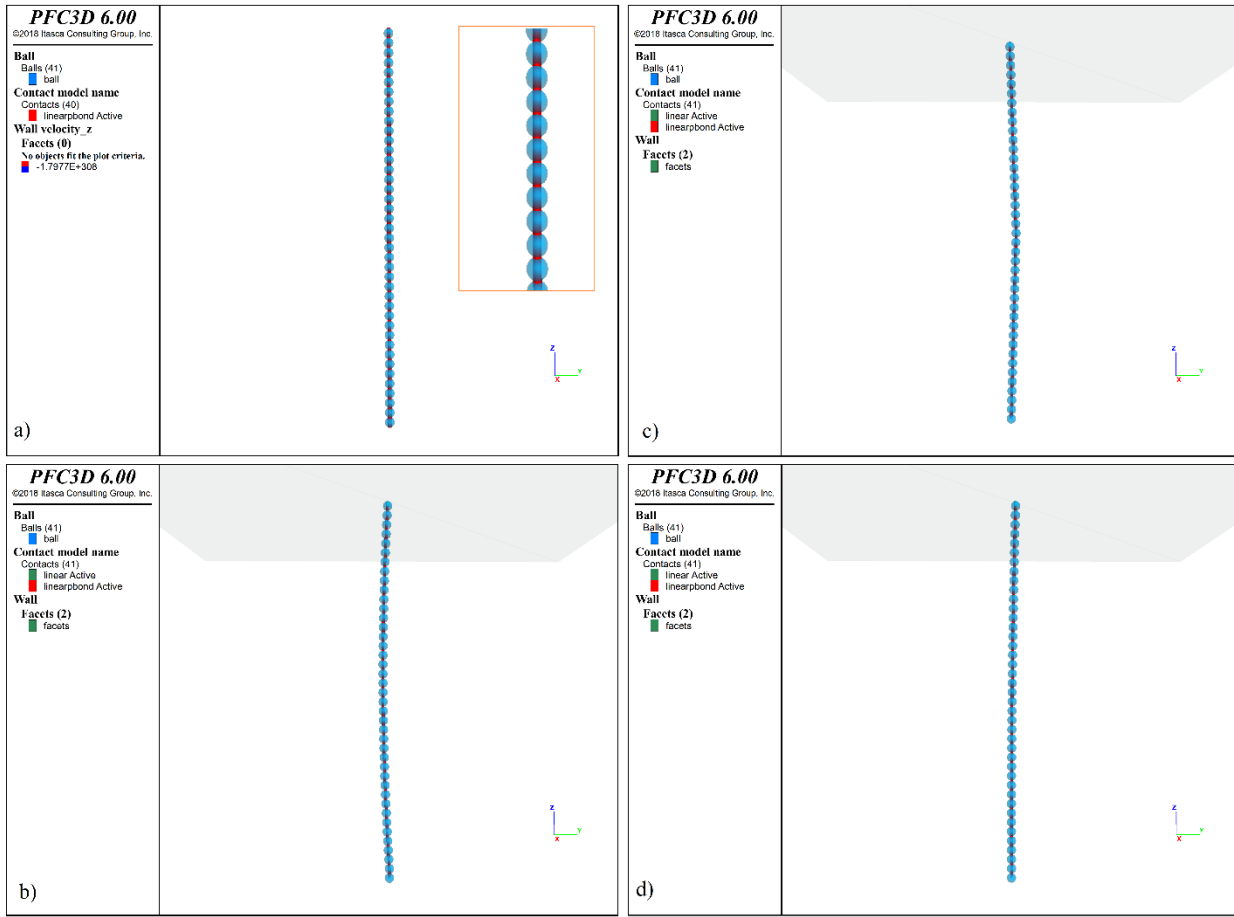 PFC3D 6.00
©2018 Itasca Consulting Group, Inc.
Ball
Balls (41)
ball
Contact model name
Contacts (40)
linearpbond Active
Wall velocity_z
Facets (0)
No objects fit the plot criteria.
-1.7977E+308
Z
Y
X
a)
PFC3D 6.00
©2018 Itasca Consulting Group, Inc.
Ball
Balls (41)
ball
Contact model name
Contacts (41)
linear Active
linearpbond Active
Wall
Facets (2)
facets
Z
Y
X
c)
PFC3D 6.00
©2018 Itasca Consulting Group, Inc.
Ball
Balls (41)
ball
Contact model name
Contacts (41)
linear Active
linearpbond Active
Wall
Facets (2)
facets
Z
Y
X
b)
PFC3D 6.00
©2018 Itasca Consulting Group, Inc.
Ball
Balls (41)
ball
Contact model name
Contacts (41)
linear Active
linearpbond Active
Wall
Facets (2)
facets
Z
Y
X
d)